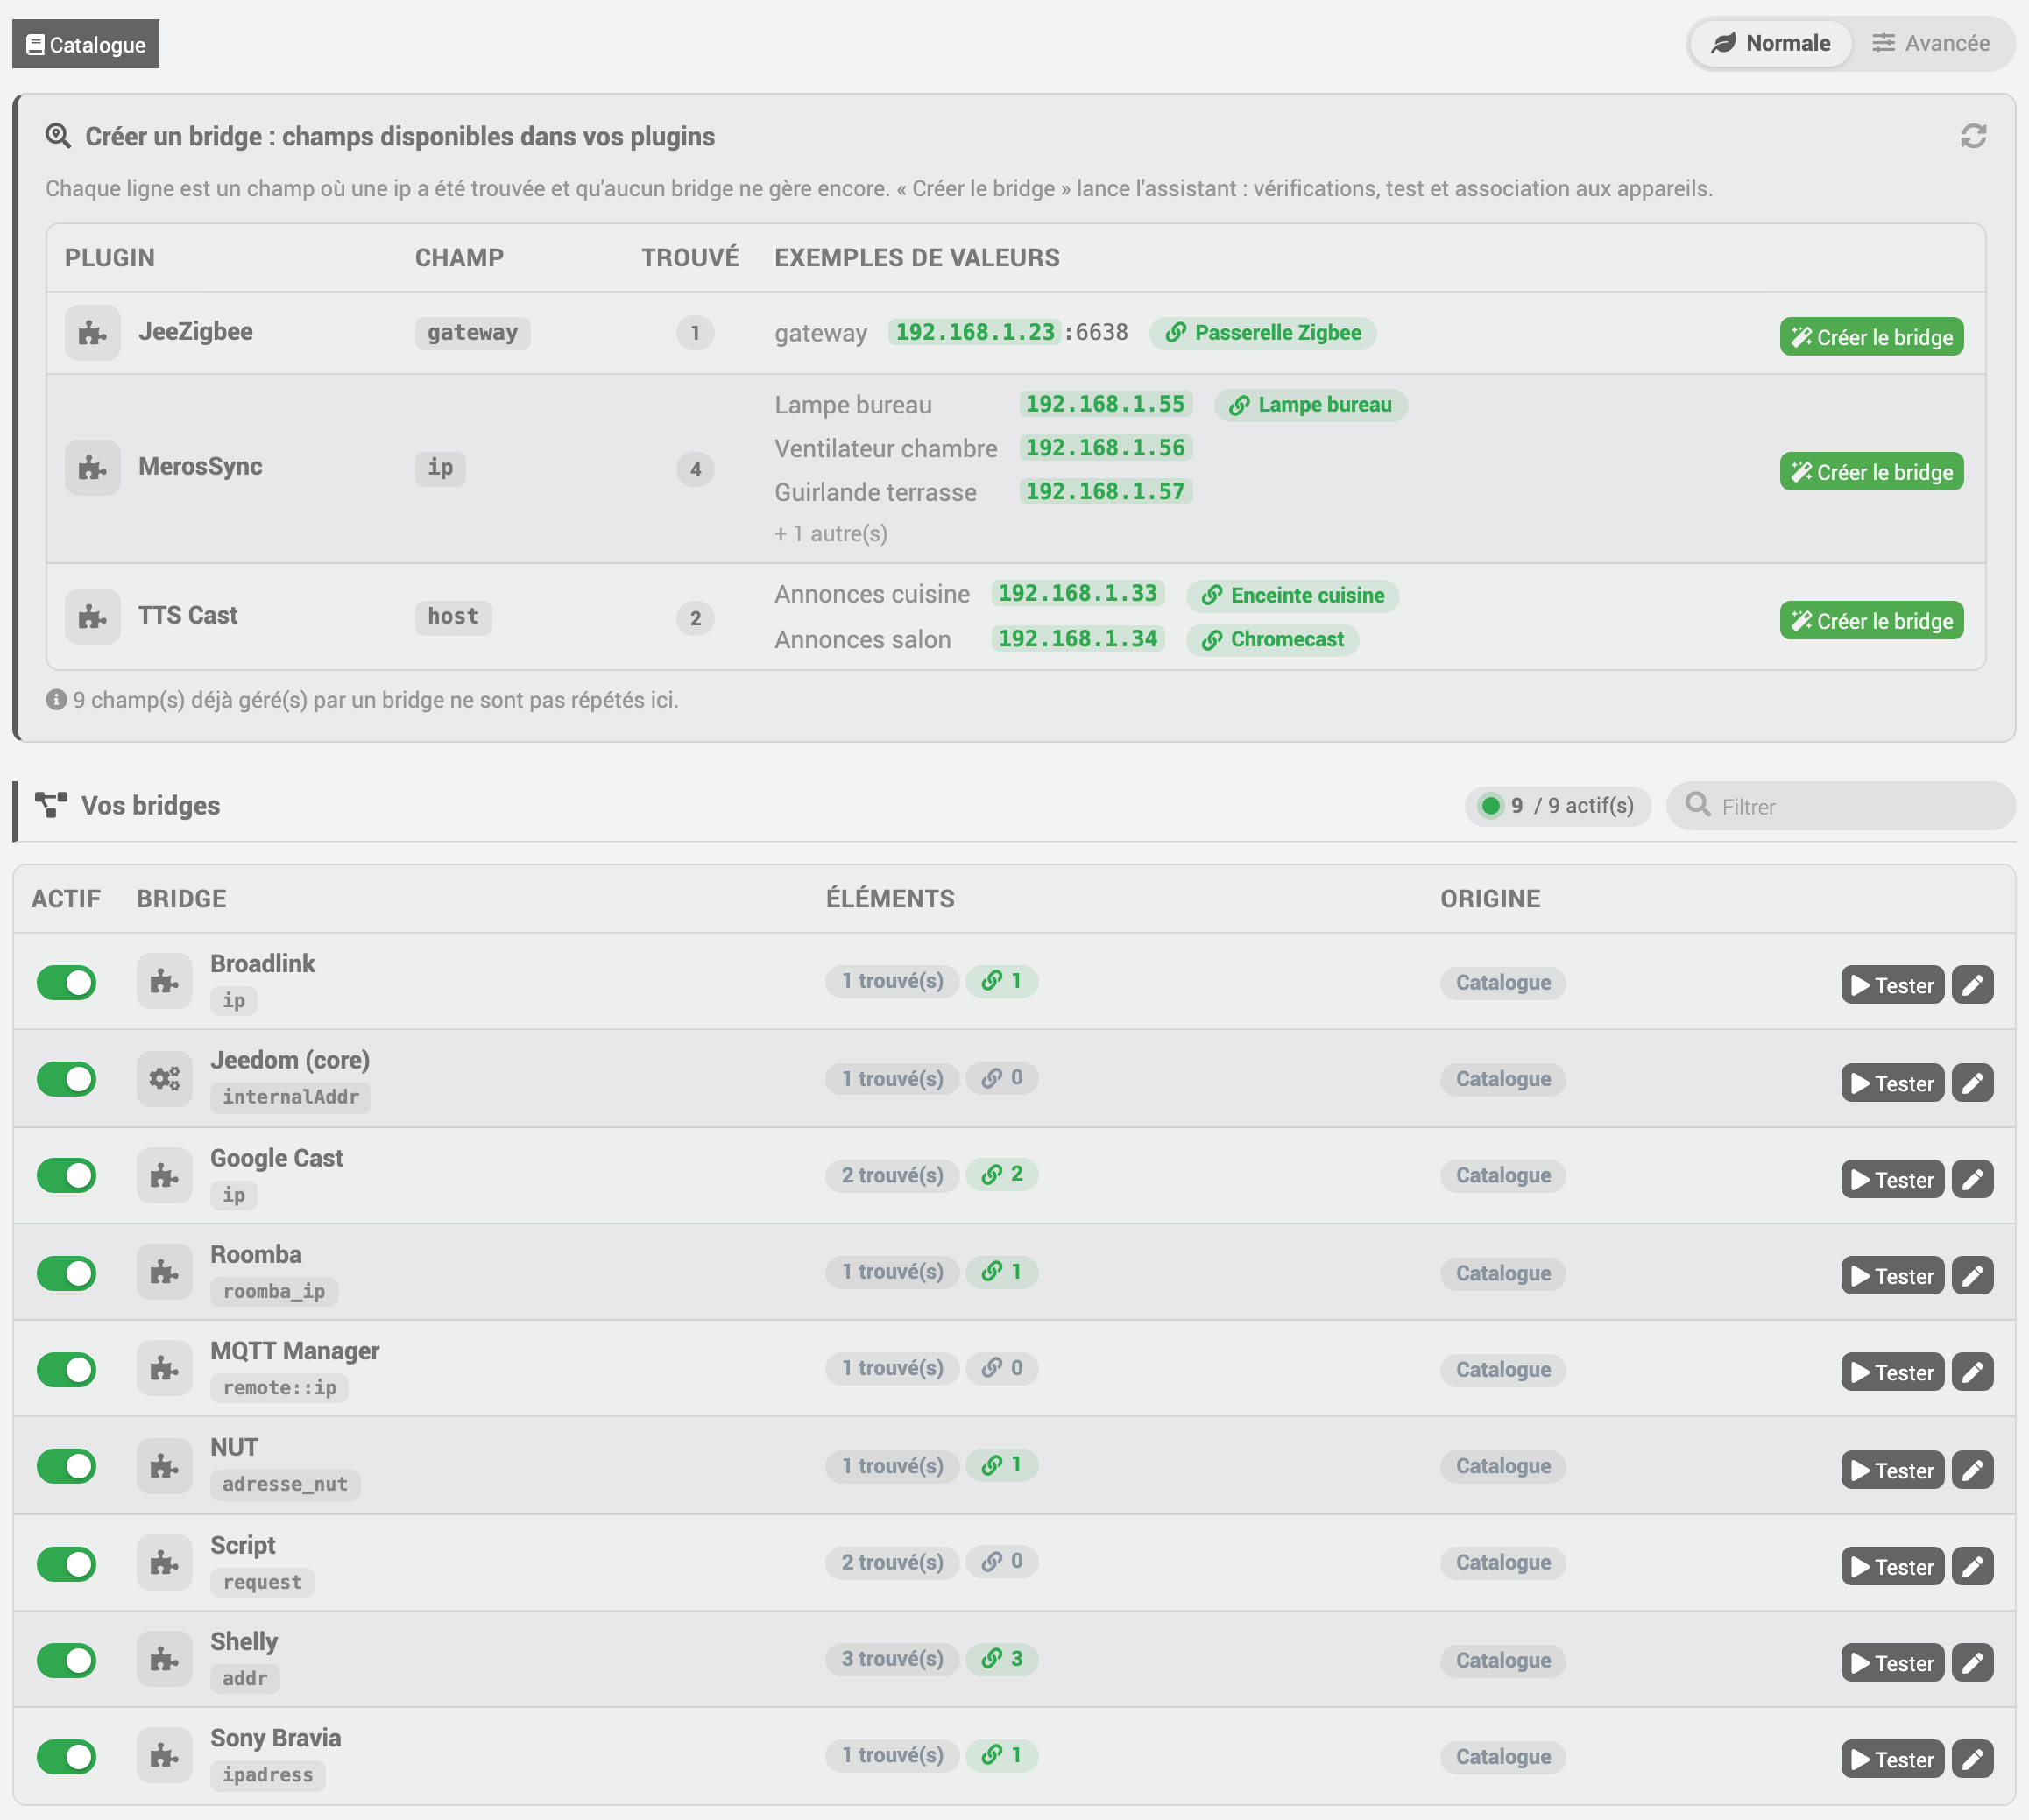 Catalogue
Normale
Avancée
Créer un bridge : champs disponibles dans vos plugins
Chaque ligne est un champ où une ip a été trouvée et qu'aucun bridge ne gère encore. « Créer le bridge » lance l'assistant : vérifications, test et association aux appareils.
PLUGIN CHAMP TROUVÉ EXEMPLES DE VALEURS
JeeZigbee gateway 1 gateway 192.168.1.23:6638 Passerelle Zigbee Créer le bridge
MerosSync ip 4 Lampe bureau 192.168.1.55 Lampe bureau Créer le bridge
Ventilateur chambre 192.168.1.56
Guirlande terrasse 192.168.1.57
+ 1 autre(s)
TTS Cast host 2 Annonces cuisine 192.168.1.33 Enceinte cuisine Créer le bridge
Annonces salon 192.168.1.34 Chromecast
9 champ(s) déjà géré(s) par un bridge ne sont pas répétés ici.
Vos bridges 9 / 9 actif(s) Filtrer
ACTIF BRIDGE ÉLÉMENTS ORIGINE
Broadlink
ip
1 trouvé(s) 1 Catalogue Tester
Jeedom (core)
internalAddr
1 trouvé(s) 0 Catalogue Tester
Google Cast
ip
2 trouvé(s) 2 Catalogue Tester
Roomba
roomba_ip
1 trouvé(s) 1 Catalogue Tester
MQTT Manager
remote::ip
1 trouvé(s) 0 Catalogue Tester
NUT
adresse_nut
1 trouvé(s) 1 Catalogue Tester
Script
request
2 trouvé(s) 0 Catalogue Tester
Shelly
addr
3 trouvé(s) 3 Catalogue Tester
Sony Bravia
ipadress
1 trouvé(s) 1 Catalogue Tester